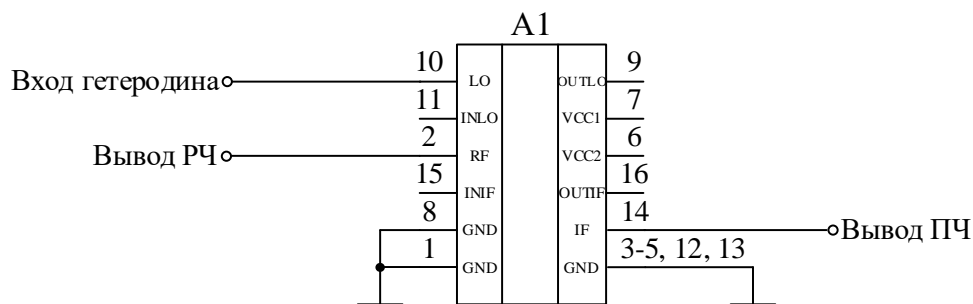 A1
10 9
Вход гетеродина LO OUTLO
11 7
INLO VCC1
2 6
Вывод РЧ RF VCC2
15 16
INIF OUTIF
8 14
GND IF Вывод ПЧ
1 3-5, 12, 13
GND GND